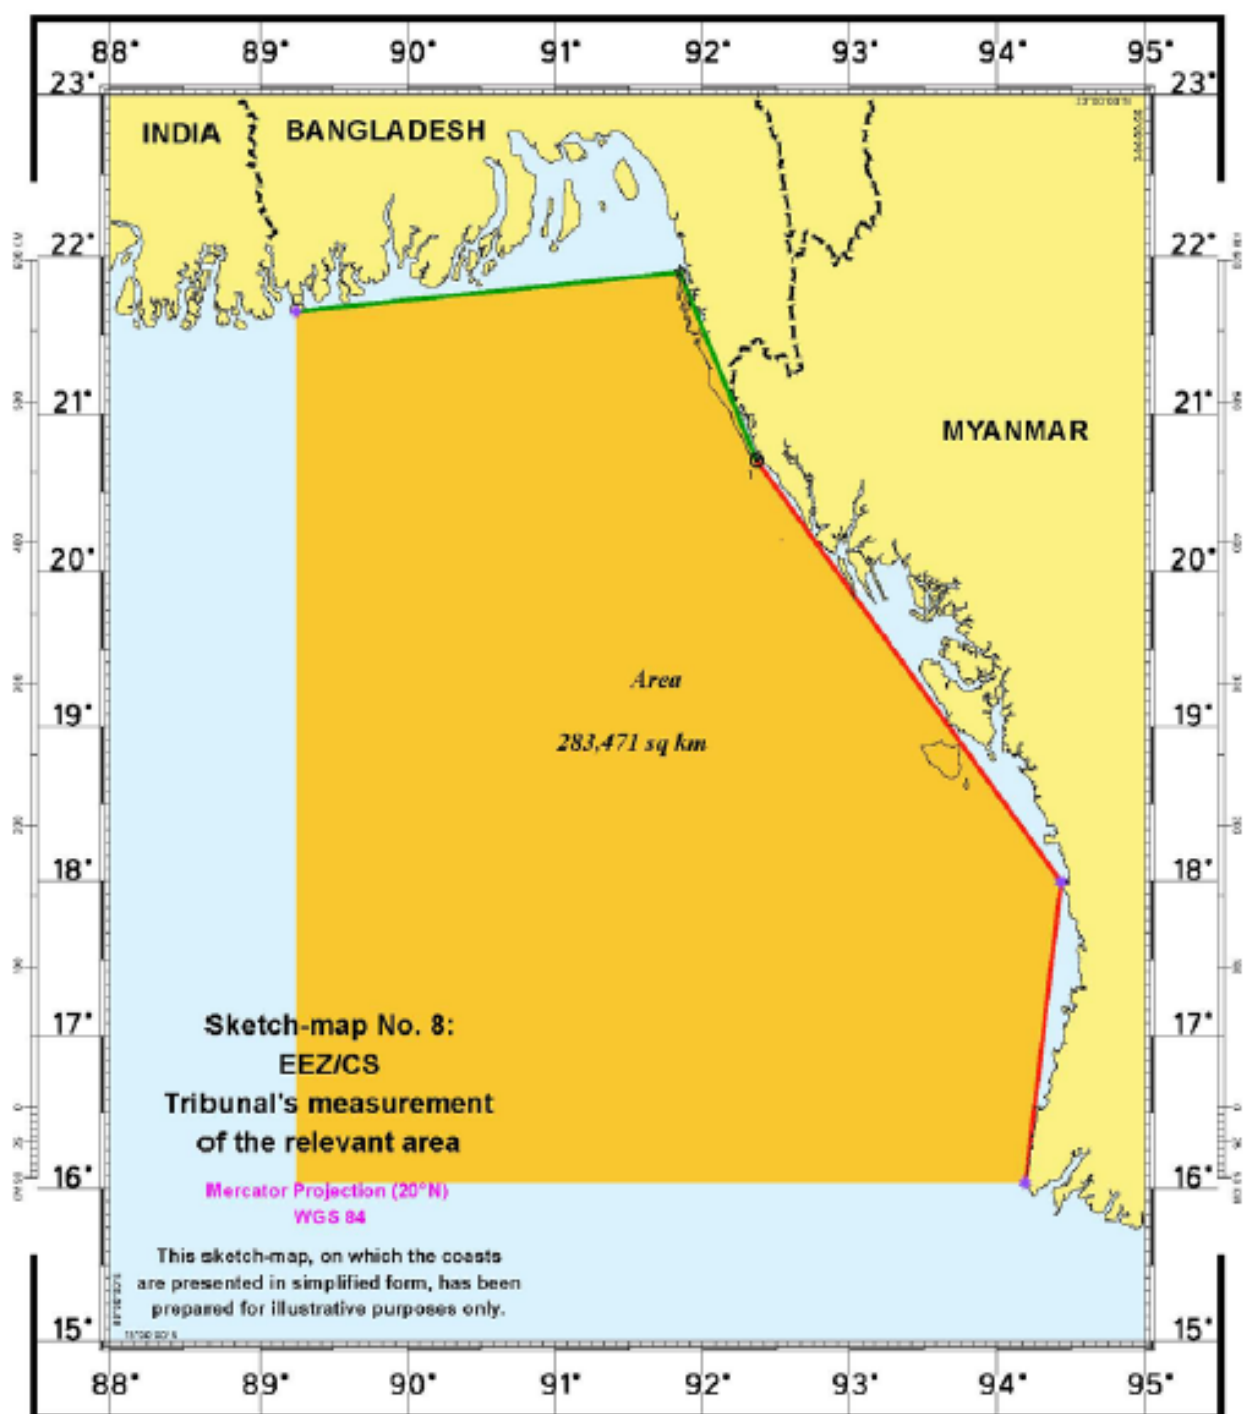 88° 89° 90° 91° 92° 93° 94° 95°
23° 23°
INDIA BANGLADESH
22° 22°
21° 21°
MYANMAR
20° 20°
Area
19° 19°
283,471 sq km
18° 18°
Sketch-map No. 8:
17° 17°
EEZ/CS
Tribunal's measurement
of the relevant area
16° 16°
Mercator Projection (20°N)
WGS 84
This sketch-map, on which the coasts
are presented in simplified form, has been
prepared for illustrative purposes only.
15° 15°
88° 89° 90° 91° 92° 93° 94° 95°